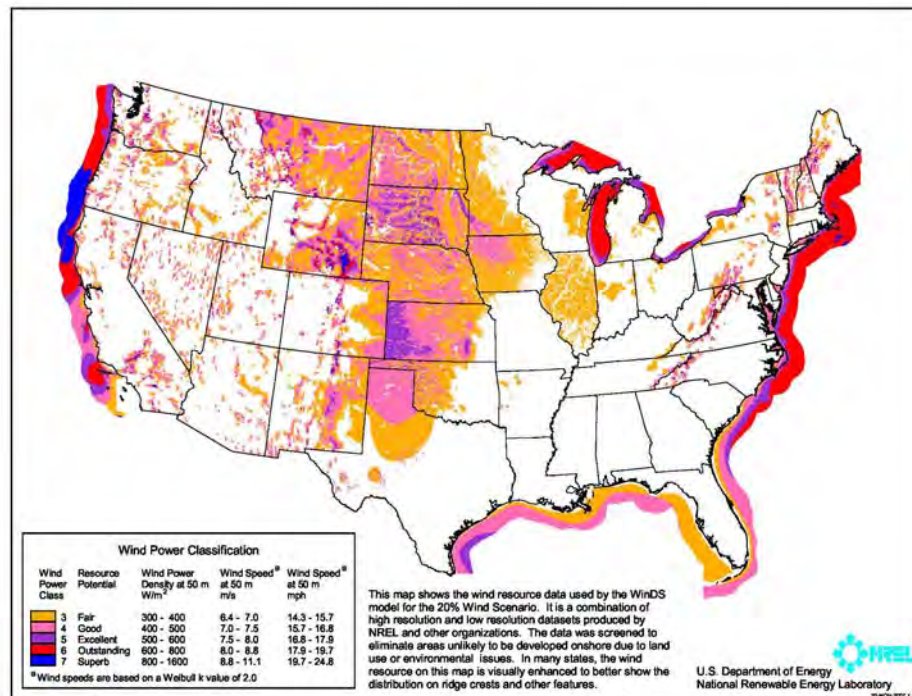 Wind Power Classification
Wind Resource Wind Power Wind Speed a Wind Speed a
Power Potential Density at 50 m at 50 m at 50 m
Class W/m2 m/s mph
3 Fair 300 - 400 6.4 - 7.0 14.3 - 15.7
4 Good 400 - 500 7.0 - 7.5 15.7 - 16.8
5 Excellent 500 - 600 7.5 - 8.0 16.8 - 17.9
6 Outstanding 600 - 800 8.0 - 8.8 17.9 - 19.7
7 Superb 800 - 1600 8.8 - 11.1 19.7 - 24.8
a Wind speeds are based on a Weibull k value of 2.0
This map shows the wind resource data used by the WinDS
model for the 20% Wind Scenario. It is a combination of
high resolution and low resolution datasets produced by
NREL and other organizations. The data was screened to
eliminate areas unlikely to be developed onshore due to land
use or environmental issues. In many states, the wind
resource on this map is visually enhanced to better show the
distribution on ridge crests and other features.
NREL
U.S. Department of Energy
National Renewable Energy Laboratory